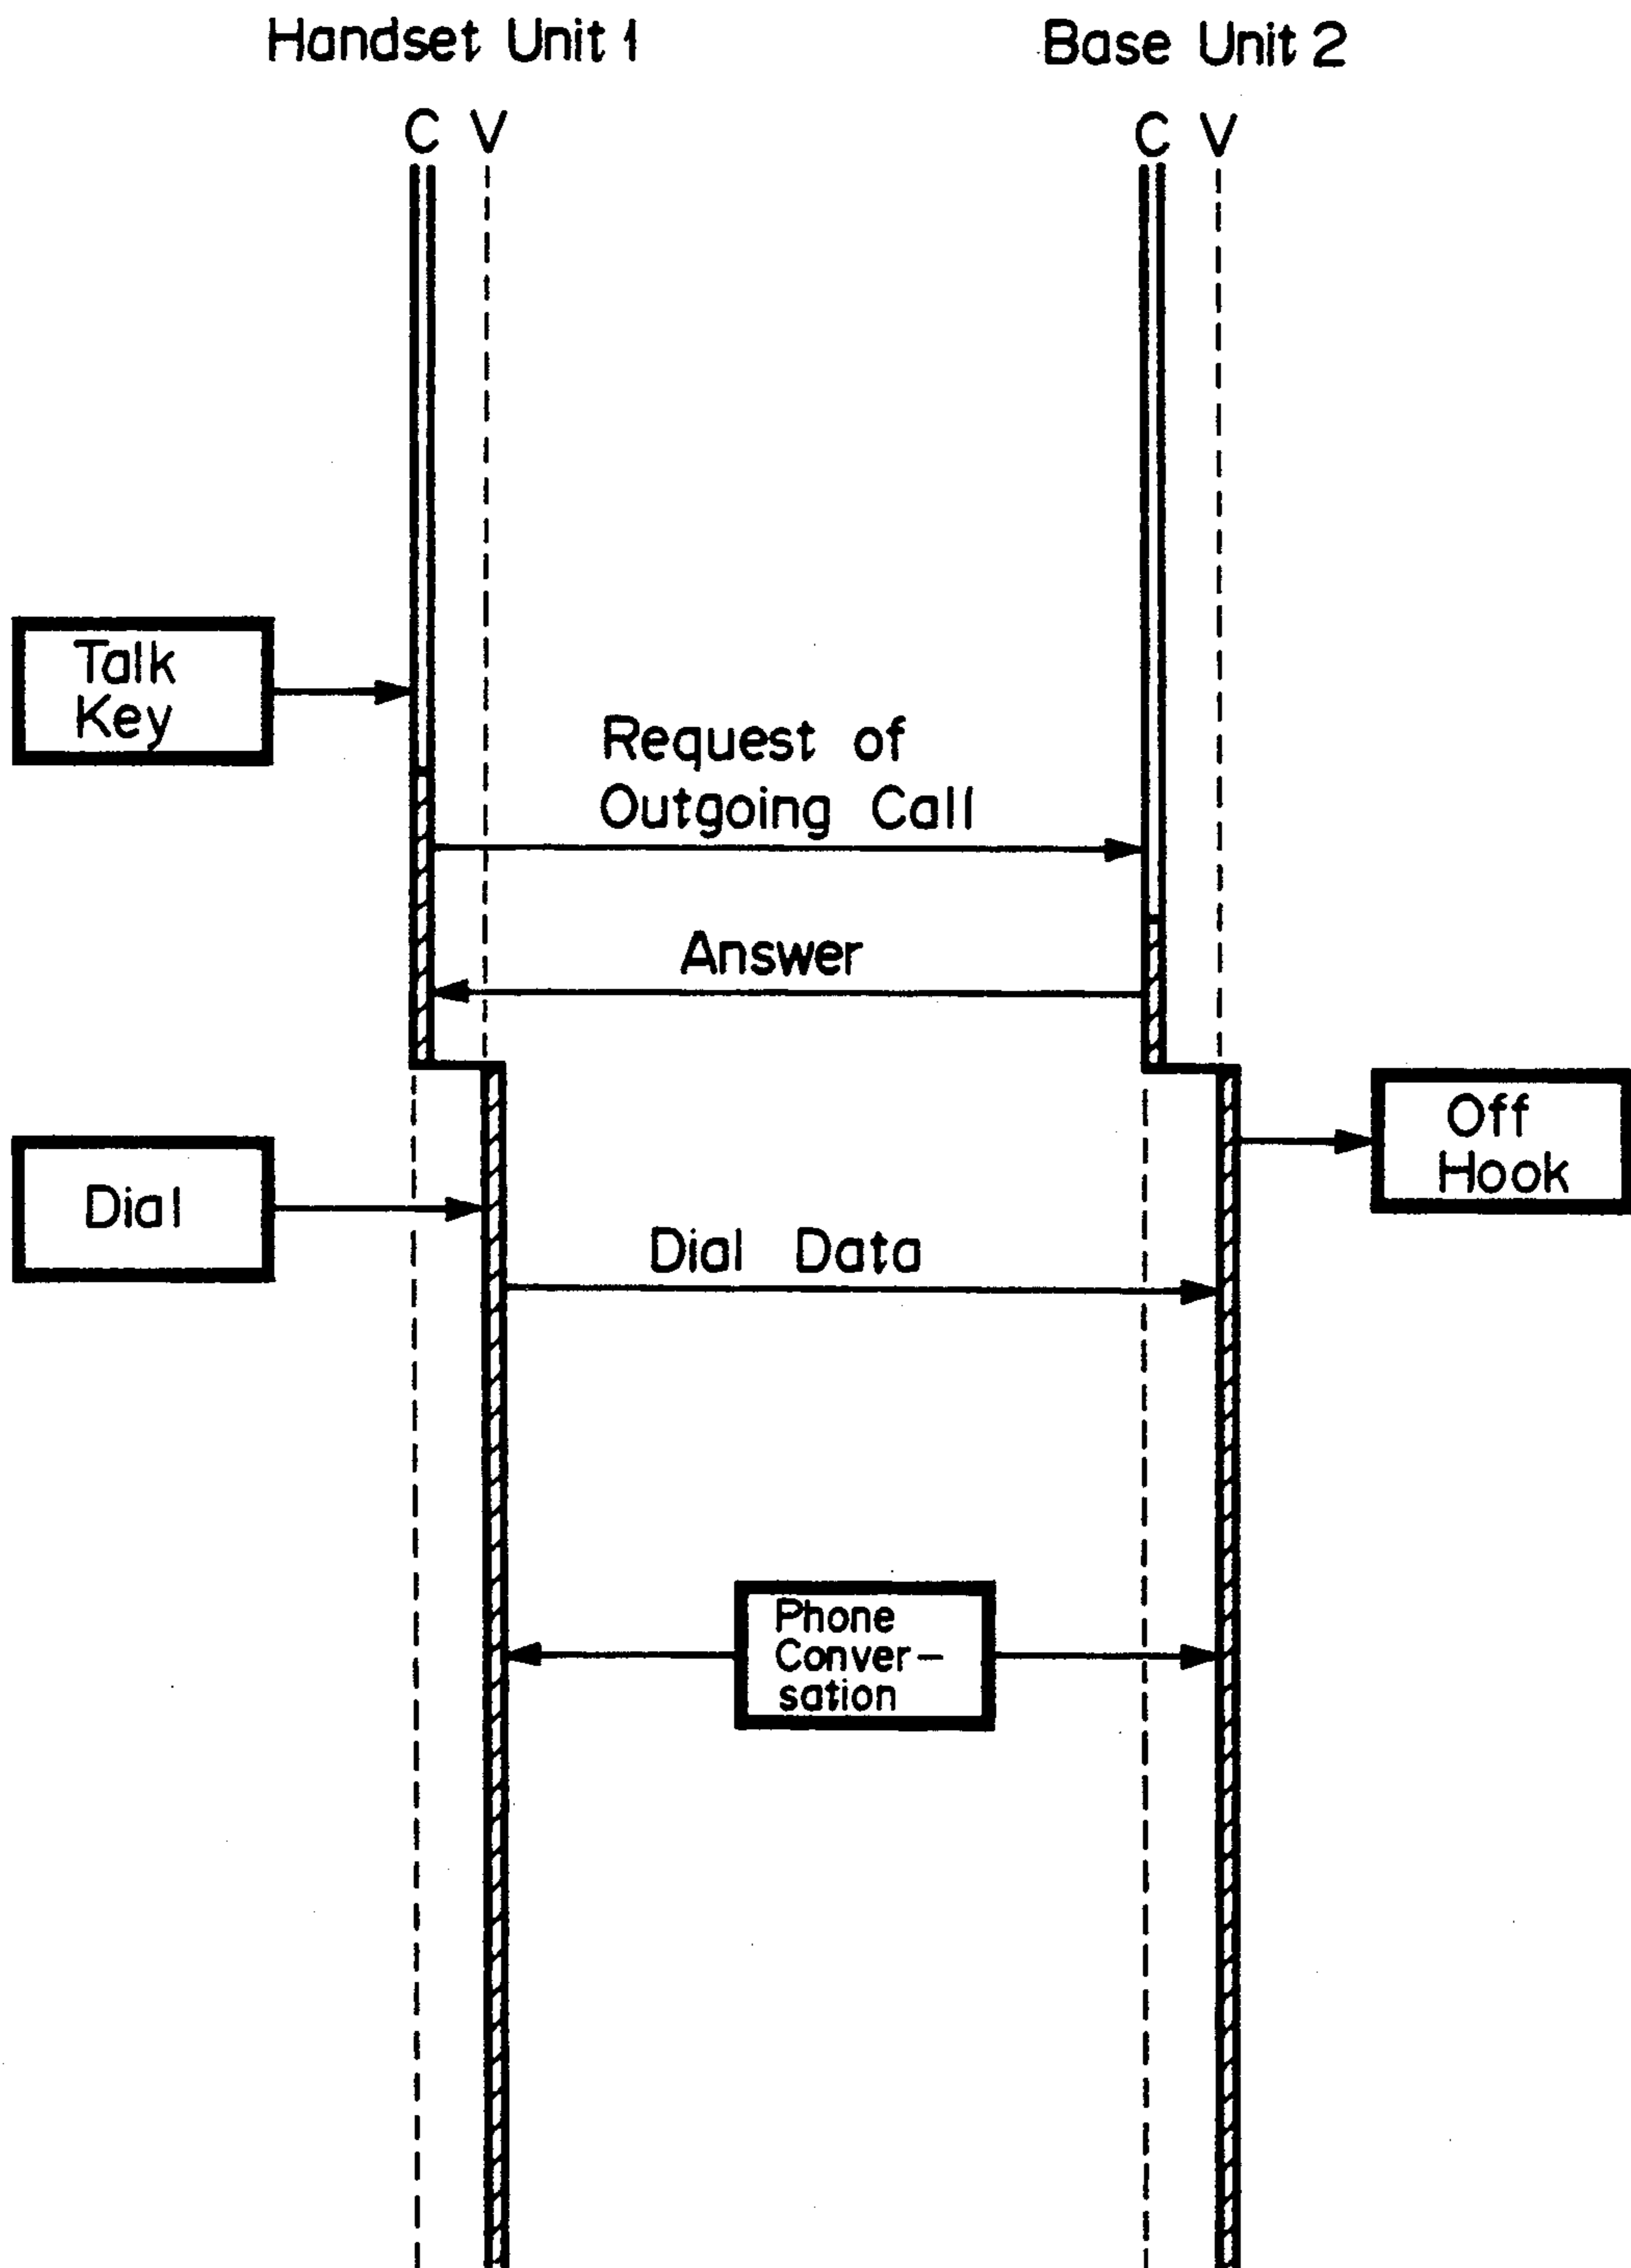 Handset Unit 1
Base Unit 2
C V
C V
Talk
Key
Request of
Outgoing Call
Answer
Off
Hook
Dial
Dial Data
Phone
Conver-
sation